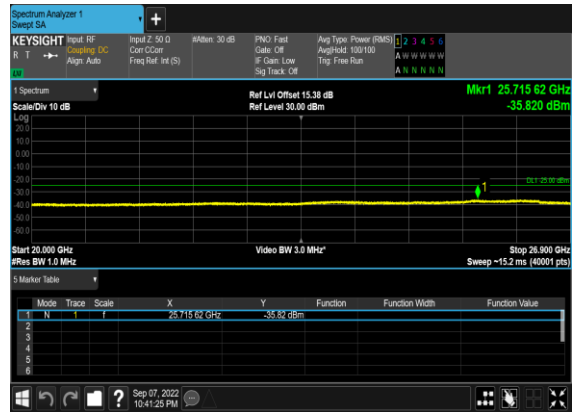 Spectrum Analyzer 1
Swept SA
+
KEYSIGHT Input: RF Input Z: 50 Ω #Atten: 30 dB PNO: Fast Avg Type: Power (RMS) 1 2 3 4 5 6
R T Coupling: DC Corr CCorr Gate: Off Avg|Hold: 100/100 A W W W W W
Align: Auto Freq Ref: Int (S) IF Gain: Low Trig: Free Run A N N N N N
Sig Track: Off
1 Spectrum Ref Lvl Offset 15.38 dB Mkr1 25.715 62 GHz
Scale/Div 10 dB Ref Level 30.00 dBm -35.820 dBm
Log
20.0
10.0
0.00
-10.0
-20.0 DL1 -25.00 dBm
-30.0 1
-40.0
-50.0
-60.0
Start 20.000 GHz Video BW 3.0 MHz* Stop 26.900 GHz
#Res BW 1.0 MHz Sweep ~15.2 ms (40001 pts)
5 Marker Table
Mode Trace Scale X Y Function Function Width Function Value
1 N 1 f 25.715 62 GHz -35.82 dBm
2
3
4
5
6
? Sep 07, 2022
10:41:25 PM